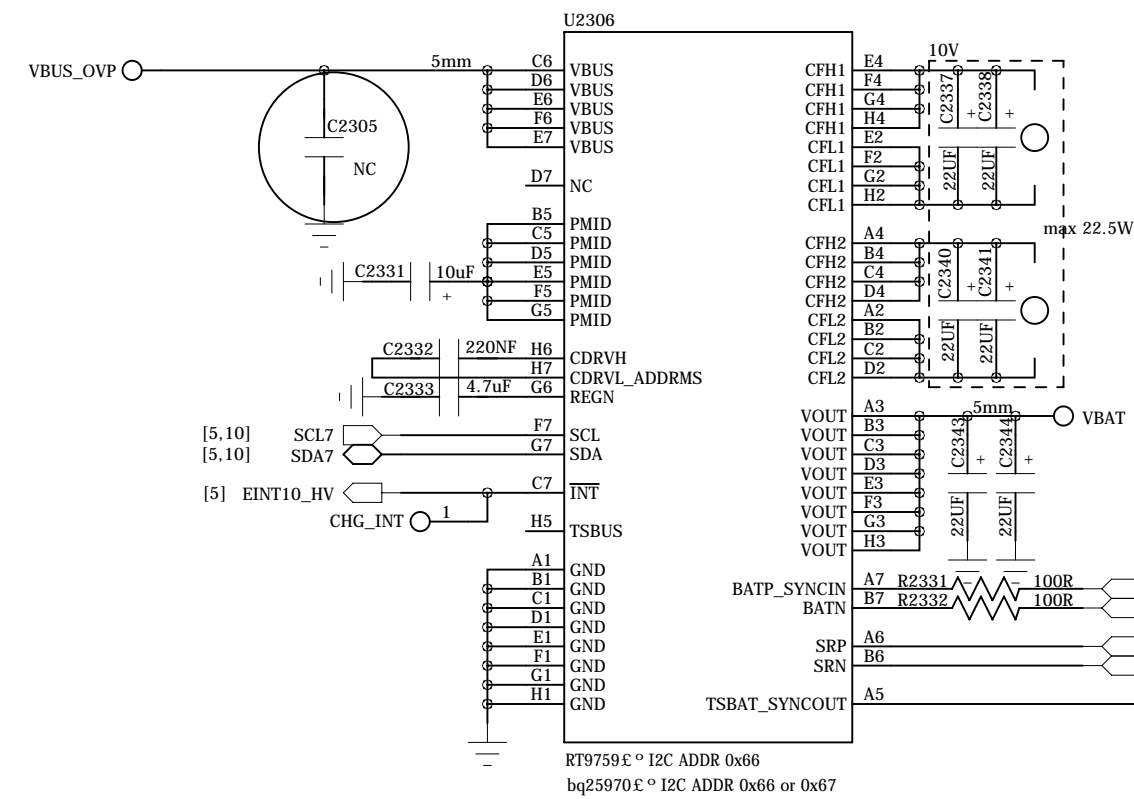 U2306
VBUS_OVP
5mm
C2305
NC
C6 VBUS
D6 VBUS
E6 VBUS
F6 VBUS
E7 VBUS
D7 NC
B5 PMID
C5 PMID
D5 PMID
C2331 10uF + E5 PMID
F5 PMID
G5 PMID
C2332 220NF H6 CDRVH
H7 CDRVL_ADDRMS
C2333 4.7uF G6 REGN
[5,10] SCL7 F7 SCL
[5,10] SDA7 G7 SDA
[5] EINT10_HV C7 INT
CHG_INT 1
H5 TSBUS
A1 GND
B1 GND
C1 GND
D1 GND
E1 GND
F1 GND
G1 GND
H1 GND
CFH1 E4
CFH1 F4
CFH1 G4
CFH1 H4
CFL1 E2
CFL1 F2
CFL1 G2
CFL1 H2
10V
C2337 + 22UF
C2338 + 22UF
max 22.5W
CFH2 A4
CFH2 B4
CFH2 C4
CFH2 D4
CFL2 A2
CFL2 B2
CFL2 C2
CFL2 D2
C2340 + 22UF
C2341 + 22UF
VOUT A3
VOUT B3
VOUT C3
VOUT D3
VOUT E3
VOUT F3
VOUT G3
VOUT H3
5mm
VBAT
C2343 + 22UF
C2344 + 22UF
BATP_SYNCIN A7 R2331 100R
BATN B7 R2332 100R
SRP A6
SRN B6
TSBAT_SYNCOUT A5
RT9759£º I2C ADDR 0x66
bq25970£º I2C ADDR 0x66 or 0x67